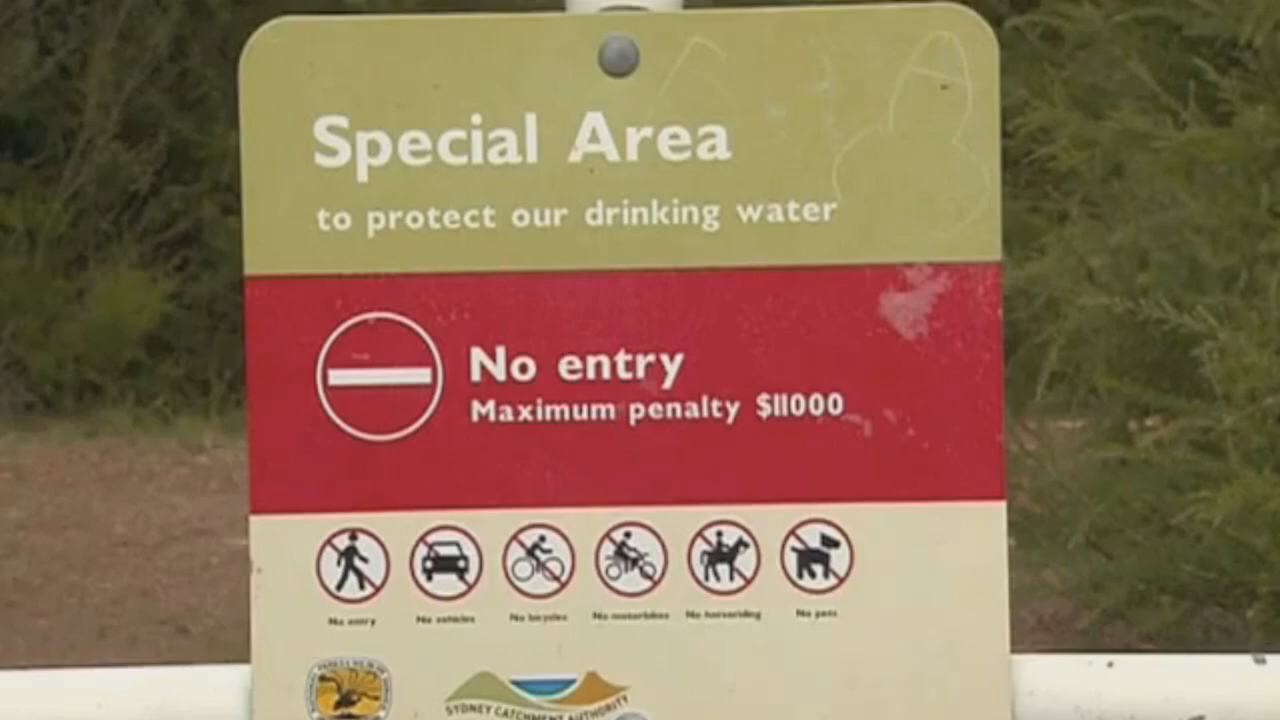 Special Area
to protect our drinking water
No entry
Maximum penalty $11000
No entry No vehicles No bicycles No motorbikes No horseriding No pets
SYDNEY CATCHMENT AUTHORITY